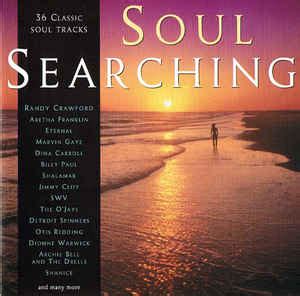 36 CLASSIC
SOUL TRACKS
SOUL
SEARCHING
RANDY CRAWFORD
ARETHA FRANKLIN
ETERNAL
MARVIN GAYE
DINA CARROLL
BILLY PAUL
SHALAMAR
JIMMY CLIFF
SWV
THE O'JAYS
DETROIT SPINNERS
OTIS REDDING
DIONNE WARWICK
ARCHIE BELL
AND THE DRELLS
SHANICE
and many more